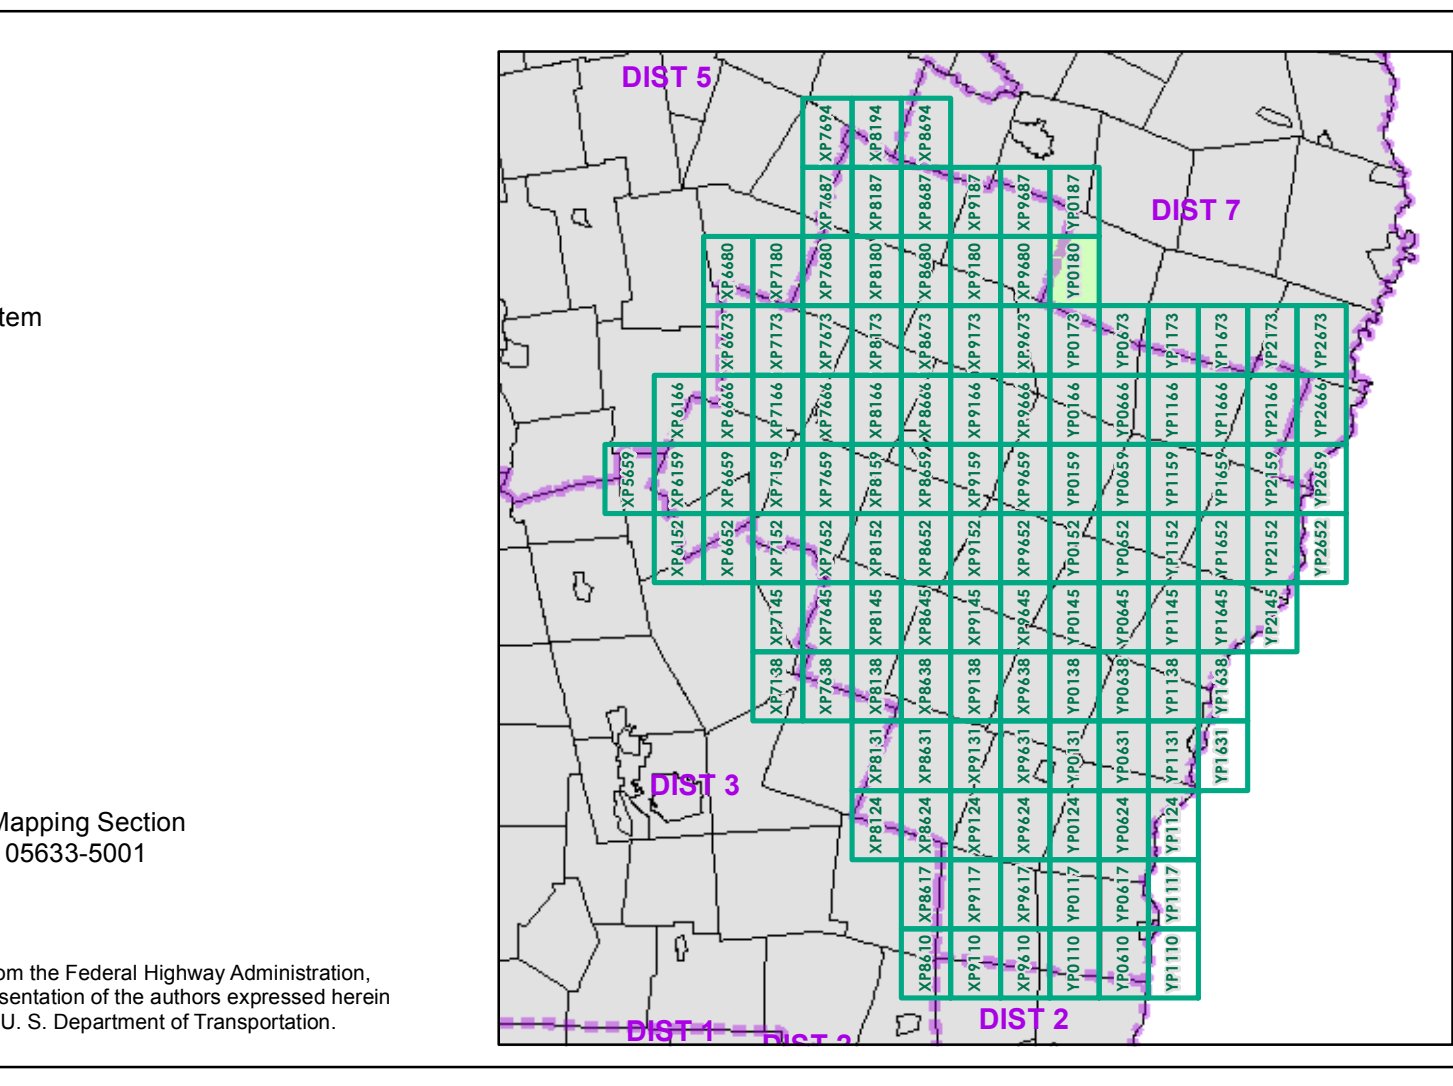 tem
Mapping Section
05633-5001
om the Federal Highway Administration,
sentation of the authors expressed herein
U. S. Department of Transportation.
DIST 5
XP7694 XP8194 XP8694
XP7687 XP8187 XP8687 XP9187 XP9687 YP0187
DIST 7
XP6680 XP7180 XP7680 XP8180 XP8680 XP9180 XP9680 YP0180
XP6673 XP7173 XP7673 XP8173 XP8673 XP9173 XP9673 YP0173 YP0673 YP1173 YP1673 YP2173 YP2673
XP6166 XP6666 XP7166 XP7666 XP8166 XP8666 XP9166 XP9666 YP0166 YP0666 YP1166 YP1666 YP2166 YP2666
XP5659 XP6159 XP6659 XP7159 XP7659 XP8159 XP8659 XP9159 XP9659 YP0159 YP0659 YP1159 YP1659 YP2159 YP265
XP6152 XP6652 XP7152 XP7652 XP8152 XP8652 XP9152 XP9652 YP0152 YP0652 YP1152 YP1652 YP2152 YP2652
XP7145 XP7645 XP8145 XP8645 XP9145 XP9645 YP0145 YP0645 YP1145 YP1645 YP2145
XP7138 XP7638 XP8138 XP8638 XP9138 XP9638 YP0138 YP0638 YP1138 YP1638
XP8131 XP8631 XP9131 XP9631 YP0131 YP0631 YP1131 YP1631
DIST 3
XP8124 XP8624 XP9124 XP9624 YP0124 YP0624 YP1124
XP8617 XP9117 XP9617 YP0117 YP0617 YP1117
XP8610 XP9110 XP9610 YP0110 YP0610 YP1110
DIST 2
DIST 1
DIST 2